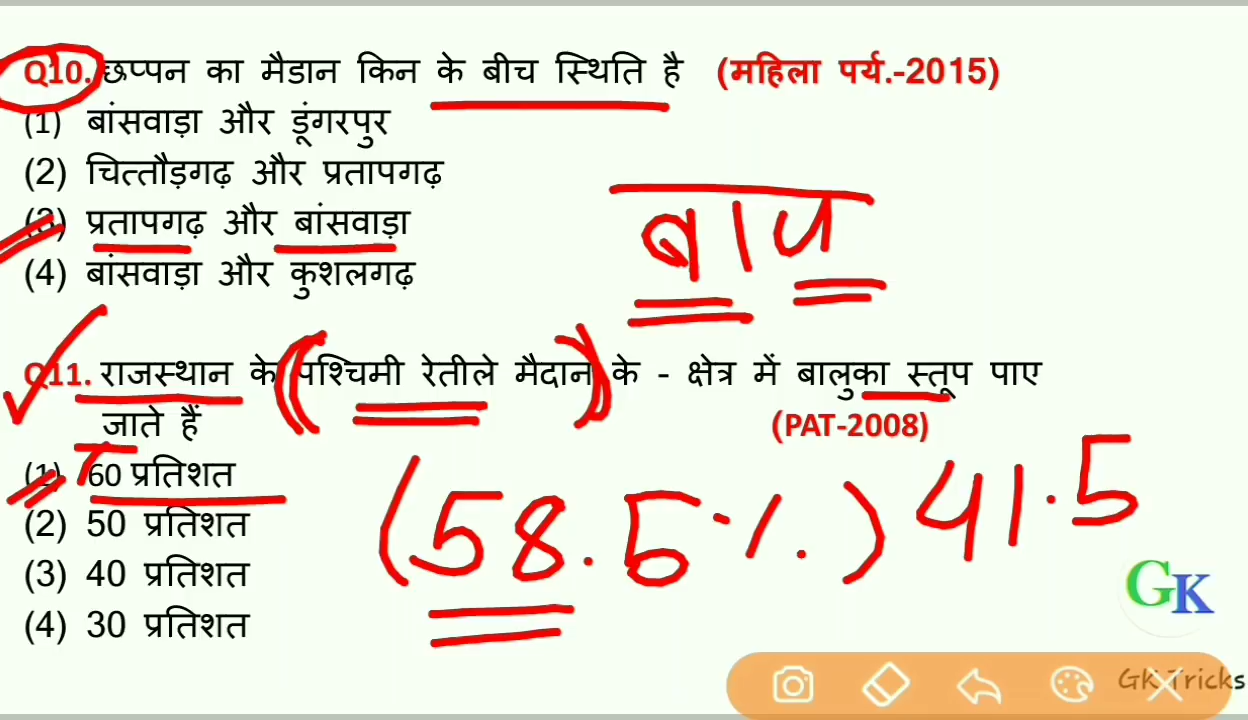 Q10. छप्पन का मैडान किन के बीच स्थिति है (महिला पर्य.-2015)
(1) बांसवाड़ा और डूंगरपुर
(2) चित्तौड़गढ़ और प्रतापगढ़
(3) प्रतापगढ़ और बांसवाड़ा
(4) बांसवाड़ा और कुशलगढ़
बाप
Q11. राजस्थान के पश्चिमी रेतीले मैदान के - क्षेत्र में बालुका स्तूप पाए
जाते हैं (PAT-2008)
(1) 60 प्रतिशत
(2) 50 प्रतिशत
(3) 40 प्रतिशत
(4) 30 प्रतिशत
(58.5%.) 41.5
GK
GK Tricks